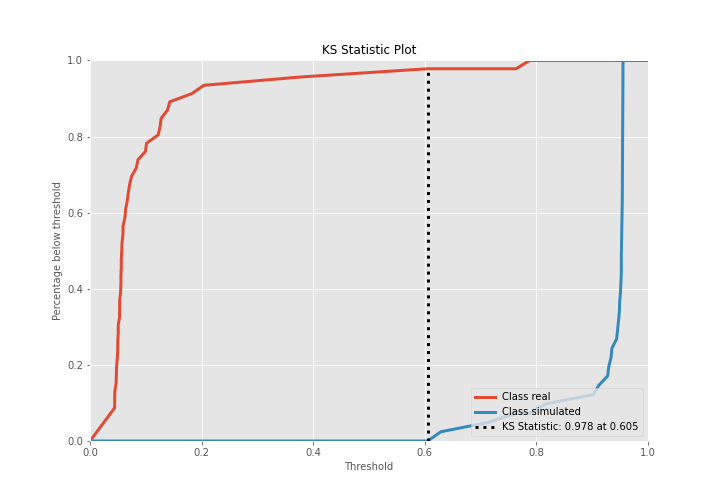 KS Statistic Plot
1.0
0.8
0.6
0.4
0.2
0.0
Percentage below threshold
0.0 0.2 0.4 0.6 0.8 1.0
Threshold
Class real
Class simulated
KS Statistic: 0.978 at 0.605